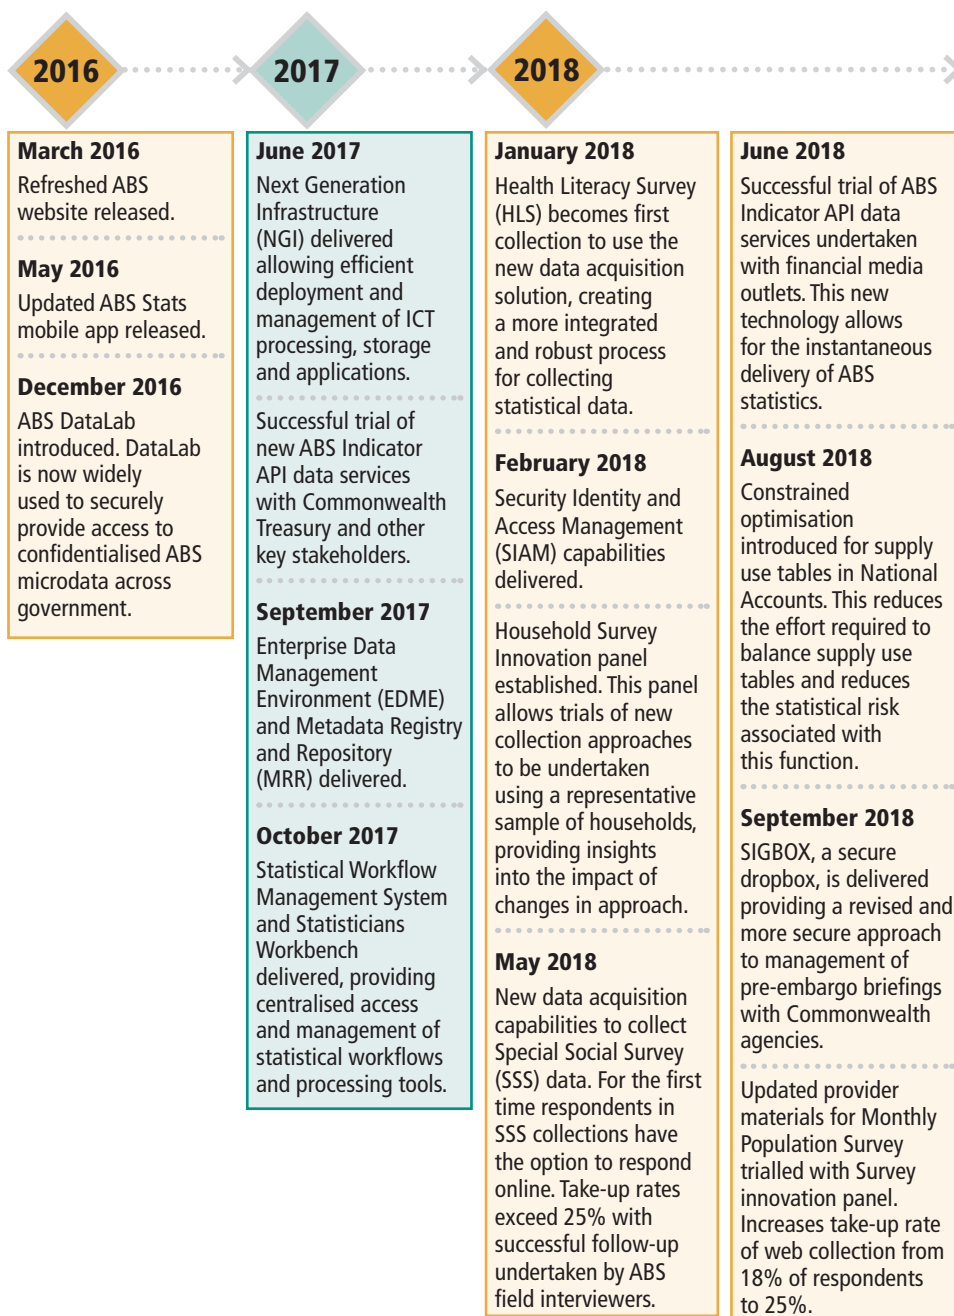 2016
2017
2018
March 2016
Refreshed ABS
website released.
May 2016
Updated ABS Stats
mobile app released.
December 2016
ABS DataLab
introduced. DataLab
is now widely
used to securely
provide access to
confidentialised ABS
microdata across
government.
June 2017
Next Generation
Infrastructure
(NGI) delivered
allowing efficient
deployment and
management of ICT
processing, storage
and applications.
Successful trial of
new ABS Indicator
API data services
with Commonwealth
Treasury and other
key stakeholders.
September 2017
Enterprise Data
Management
Environment (EDME)
and Metadata Registry
and Repository
(MRR) delivered.
October 2017
Statistical Workflow
Management System
and Statisticians
Workbench
delivered, providing
centralised access
and management of
statistical workflows
and processing tools.
January 2018
Health Literacy Survey
(HLS) becomes first
collection to use the
new data acquisition
solution, creating
a more integrated
and robust process
for collecting
statistical data.
February 2018
Security Identity and
Access Management
(SIAM) capabilities
delivered.
Household Survey
Innovation panel
established. This panel
allows trials of new
collection approaches
to be undertaken
using a representative
sample of households,
providing insights
into the impact of
changes in approach.
May 2018
New data acquisition
capabilities to collect
Special Social Survey
(SSS) data. For the first
time respondents in
SSS collections have
the option to respond
online. Take-up rates
exceed 25% with
successful follow-up
undertaken by ABS
field interviewers.
June 2018
Successful trial of ABS
Indicator API data
services undertaken
with financial media
outlets. This new
technology allows
for the instantaneous
delivery of ABS
statistics.
August 2018
Constrained
optimisation
introduced for supply
use tables in National
Accounts. This reduces
the effort required to
balance supply use
tables and reduces
the statistical risk
associated with
this function.
September 2018
SIGBOX, a secure
dropbox, is delivered
providing a revised and
more secure approach
to management of
pre-embargo briefings
with Commonwealth
agencies.
Updated provider
materials for Monthly
Population Survey
trialled with Survey
innovation panel.
Increases take-up rate
of web collection from
18% of respondents
to 25%.